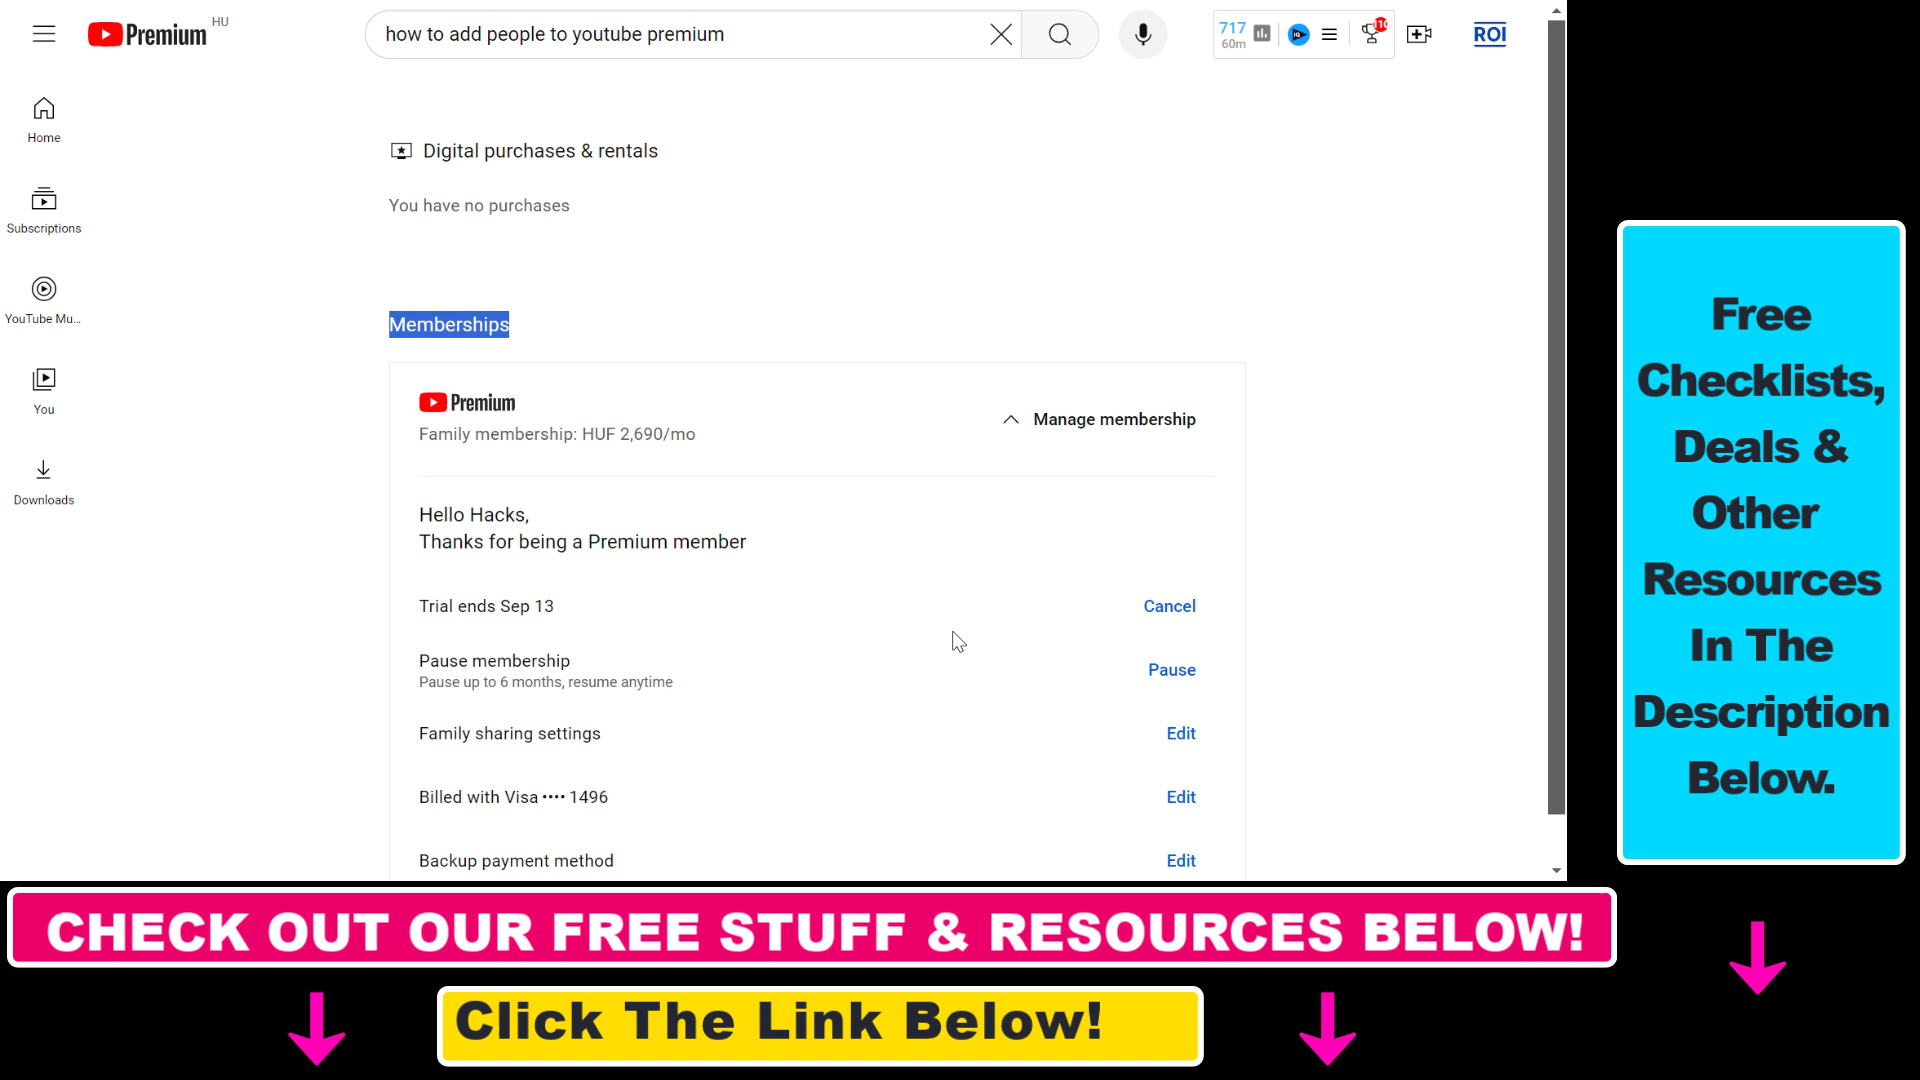 Premium HU
how to add people to youtube premium
717
60m
ROI
Home
Subscriptions
YouTube Mu...
You
Downloads
Digital purchases & rentals
You have no purchases
Memberships
Premium
Family membership: HUF 2,690/mo
Manage membership
Hello Hacks,
Thanks for being a Premium member
Trial ends Sep 13
Cancel
Pause membership
Pause up to 6 months, resume anytime
Pause
Family sharing settings
Edit
Billed with Visa •••• 1496
Edit
Backup payment method
Edit
Free
Checklists,
Deals &
Other
Resources
In The
Description
Below.
CHECK OUT OUR FREE STUFF & RESOURCES BELOW!
Click The Link Below!